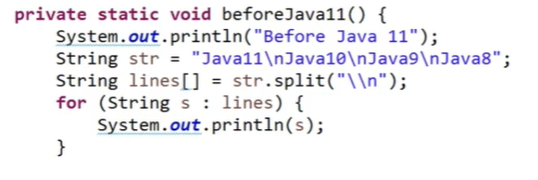 private static void beforeJava11() {
    System.out.println("Before Java 11");
    String str = "Java11\nJava10\nJava9\nJava8";
    String lines[] = str.split("\\n");
    for (String s : lines) {
        System.out.println(s);
    }